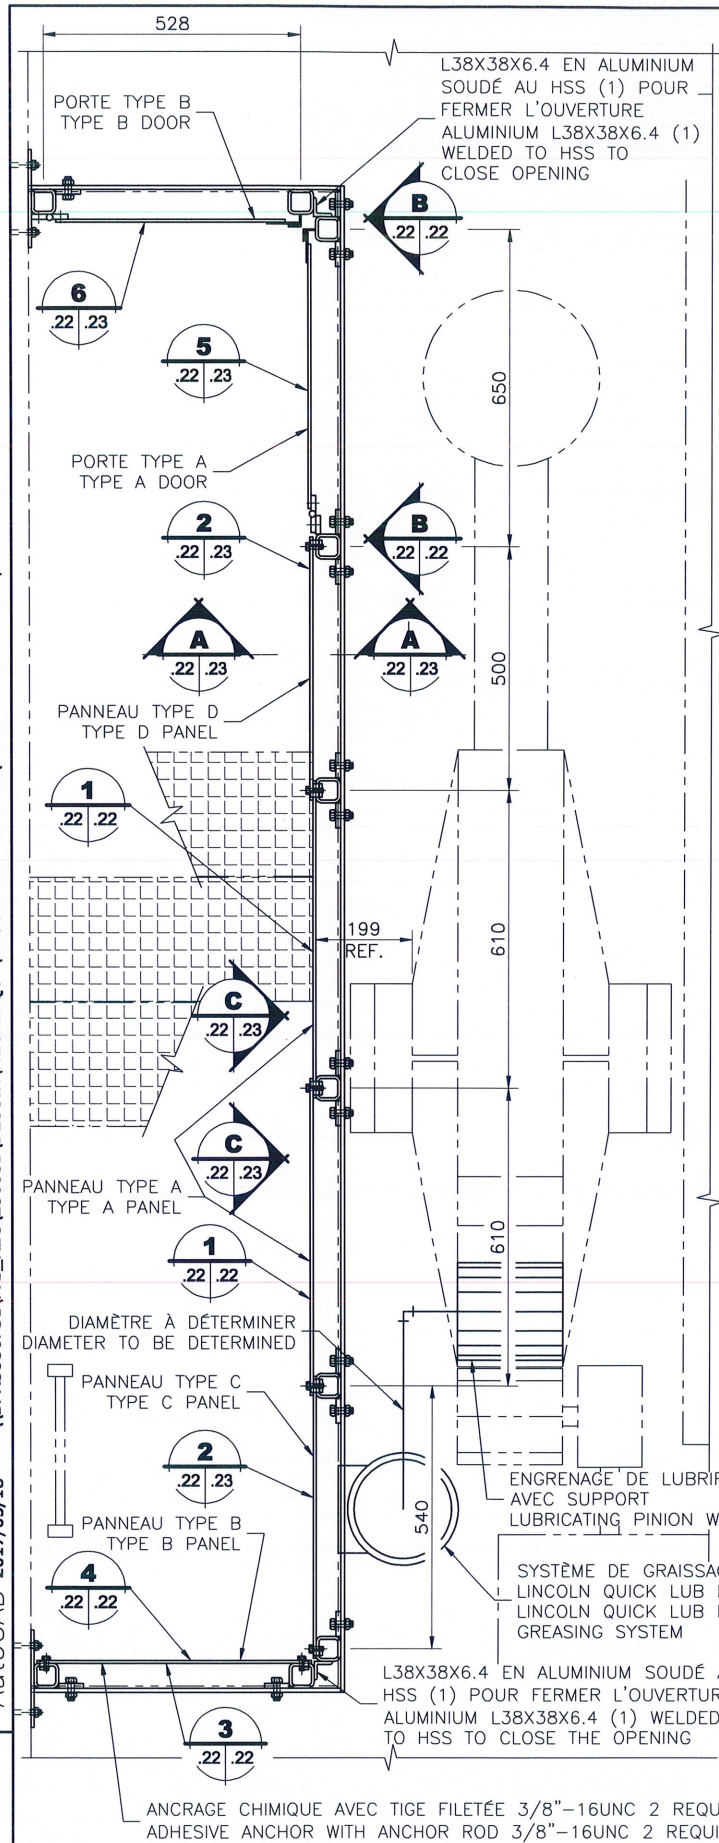 528
L38X38X6.4 EN ALUMINIUM
SOUDÉ AU HSS (1) POUR
FERMER L'OUVERTURE
ALUMINIUM L38X38X6.4 (1)
WELDED TO HSS TO
CLOSE OPENING
PORTE TYPE B
TYPE B DOOR
B
.22 .22
6
.22 .23
5
.22 .23
650
PORTE TYPE A
TYPE A DOOR
2
.22 .23
B
.22 .22
A
.22 .23
A
.22 .23
500
PANNEAU TYPE D
TYPE D PANEL
1
.22 .22
199
REF.
610
C
.22 .23
C
.22 .23
PANNEAU TYPE A
TYPE A PANEL
1
.22 .22
610
DIAMÈTRE À DÉTERMINER
DIAMETER TO BE DETERMINED
PANNEAU TYPE C
TYPE C PANEL
2
.22 .23
540
ENGRENAGE DE
AVEC SUPPORT
LUBRICATING PINION
PANNEAU TYPE B
TYPE B PANEL
4
.22 .22
SYSTÈME DE
LINCOLN QUICK LUB
LINCOLN QUICK LUB
GREASING SYSTEM
L38X38X6.4 EN ALUMINIUM SOUDÉ
HSS (1) POUR FERMER L'OUVERTURE
ALUMINIUM L38X38X6.4 (1) WELDED
TO HSS TO CLOSE THE OPENING
3
.22 .22
ANCRAGE CHIMIQUE AVEC TIGE FILETÉE 3/8"-16UNC 2
ADHESIVE ANCHOR WITH ANCHOR ROD 3/8"-16UNC 2